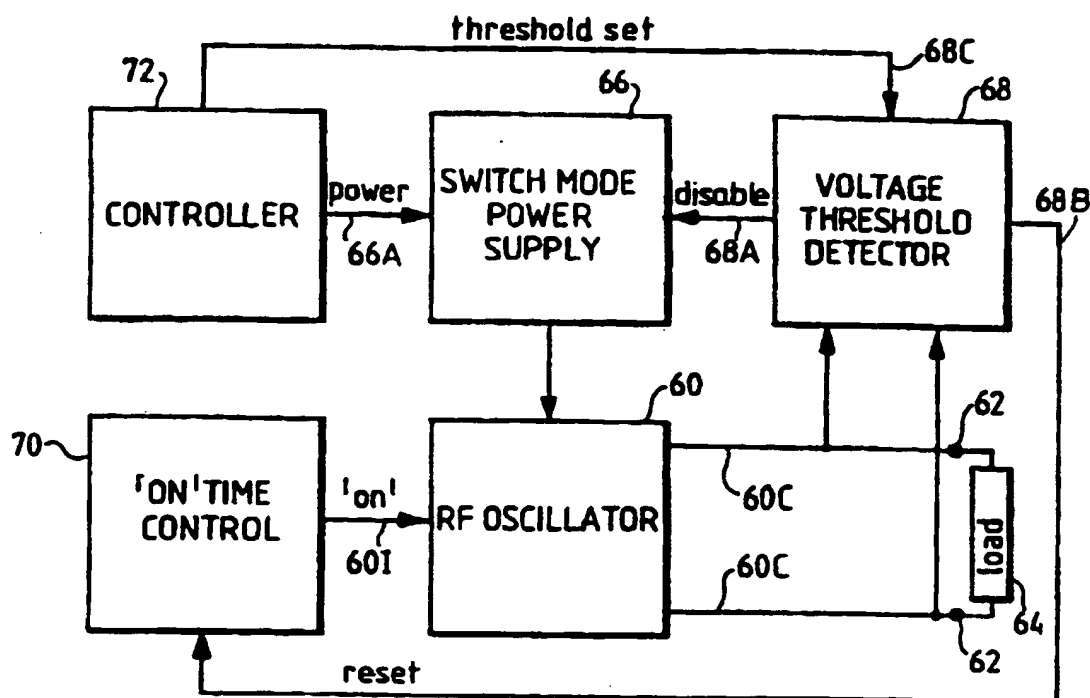 threshold set
68C
72
66
68
CONTROLLER
power
66A
SWITCH MODE
POWER
SUPPLY
disable
68A
VOLTAGE
THRESHOLD
DETECTOR
68B
70
'ON' TIME
CONTROL
'on'
60I
60
RF OSCILLATOR
60C
62
60C
load
64
62
reset